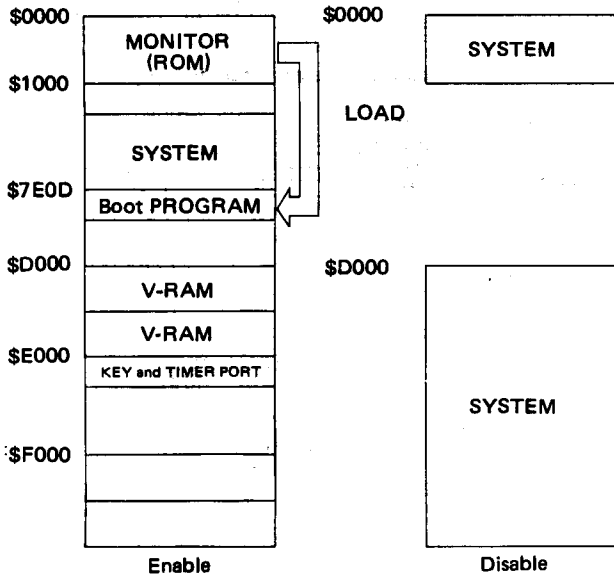 $0000
MONITOR
(ROM)
$1000
SYSTEM
$7E0D
Boot PROGRAM
$D000
V-RAM
V-RAM
$E000
KEY and TIMER PORT
$F000
Enable
LOAD
$0000
SYSTEM
$D000
SYSTEM
Disable